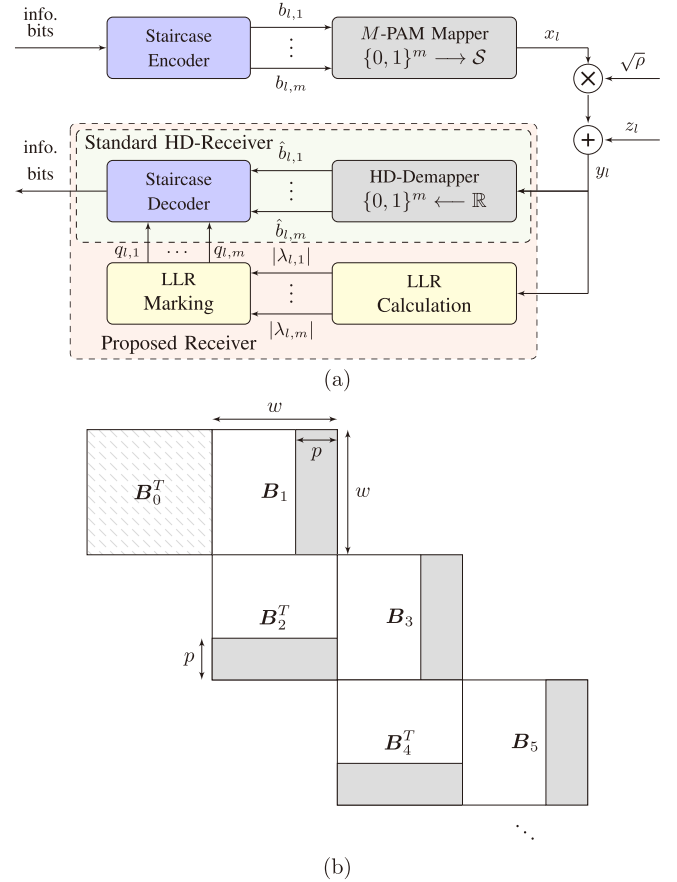 info.
bits
Staircase
Encoder
b_{l,1}
⋮
b_{l,m}
M-PAM Mapper
{0, 1}^m ⟶ 𝒮
x_l
√ρ
×
+
z_l
y_l
info.
bits
Standard HD-Receiver
Staircase
Decoder
b̂_{l,1}
⋮
b̂_{l,m}
HD-Demapper
{0, 1}^m ⟵ ℝ
q_{l,1} ⋯ q_{l,m}
|λ_{l,1}|
⋮
|λ_{l,m}|
LLR
Marking
LLR
Calculation
Proposed Receiver
(a)
w
p
B_0^T
B_1
w
B_2^T
B_3
p
B_4^T
B_5
⋱
(b)